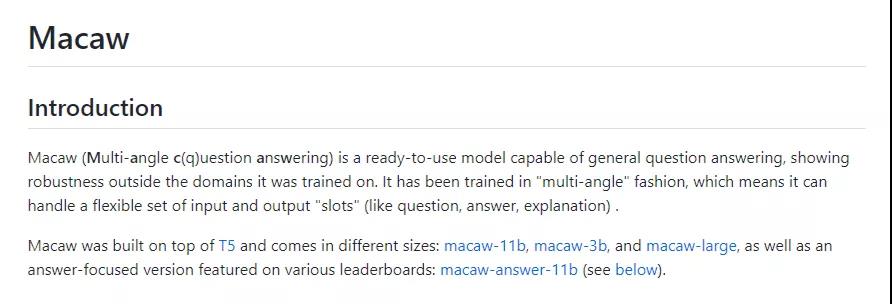 Macaw
Introduction
Macaw (Multi-angle c(q)uestion answering) is a ready-to-use model capable of general question answering, showing
robustness outside the domains it was trained on. It has been trained in "multi-angle" fashion, which means it can
handle a flexible set of input and output "slots" (like question, answer, explanation) .
Macaw was built on top of T5 and comes in different sizes: macaw-11b, macaw-3b, and macaw-large, as well as an
answer-focused version featured on various leaderboards: macaw-answer-11b (see below).